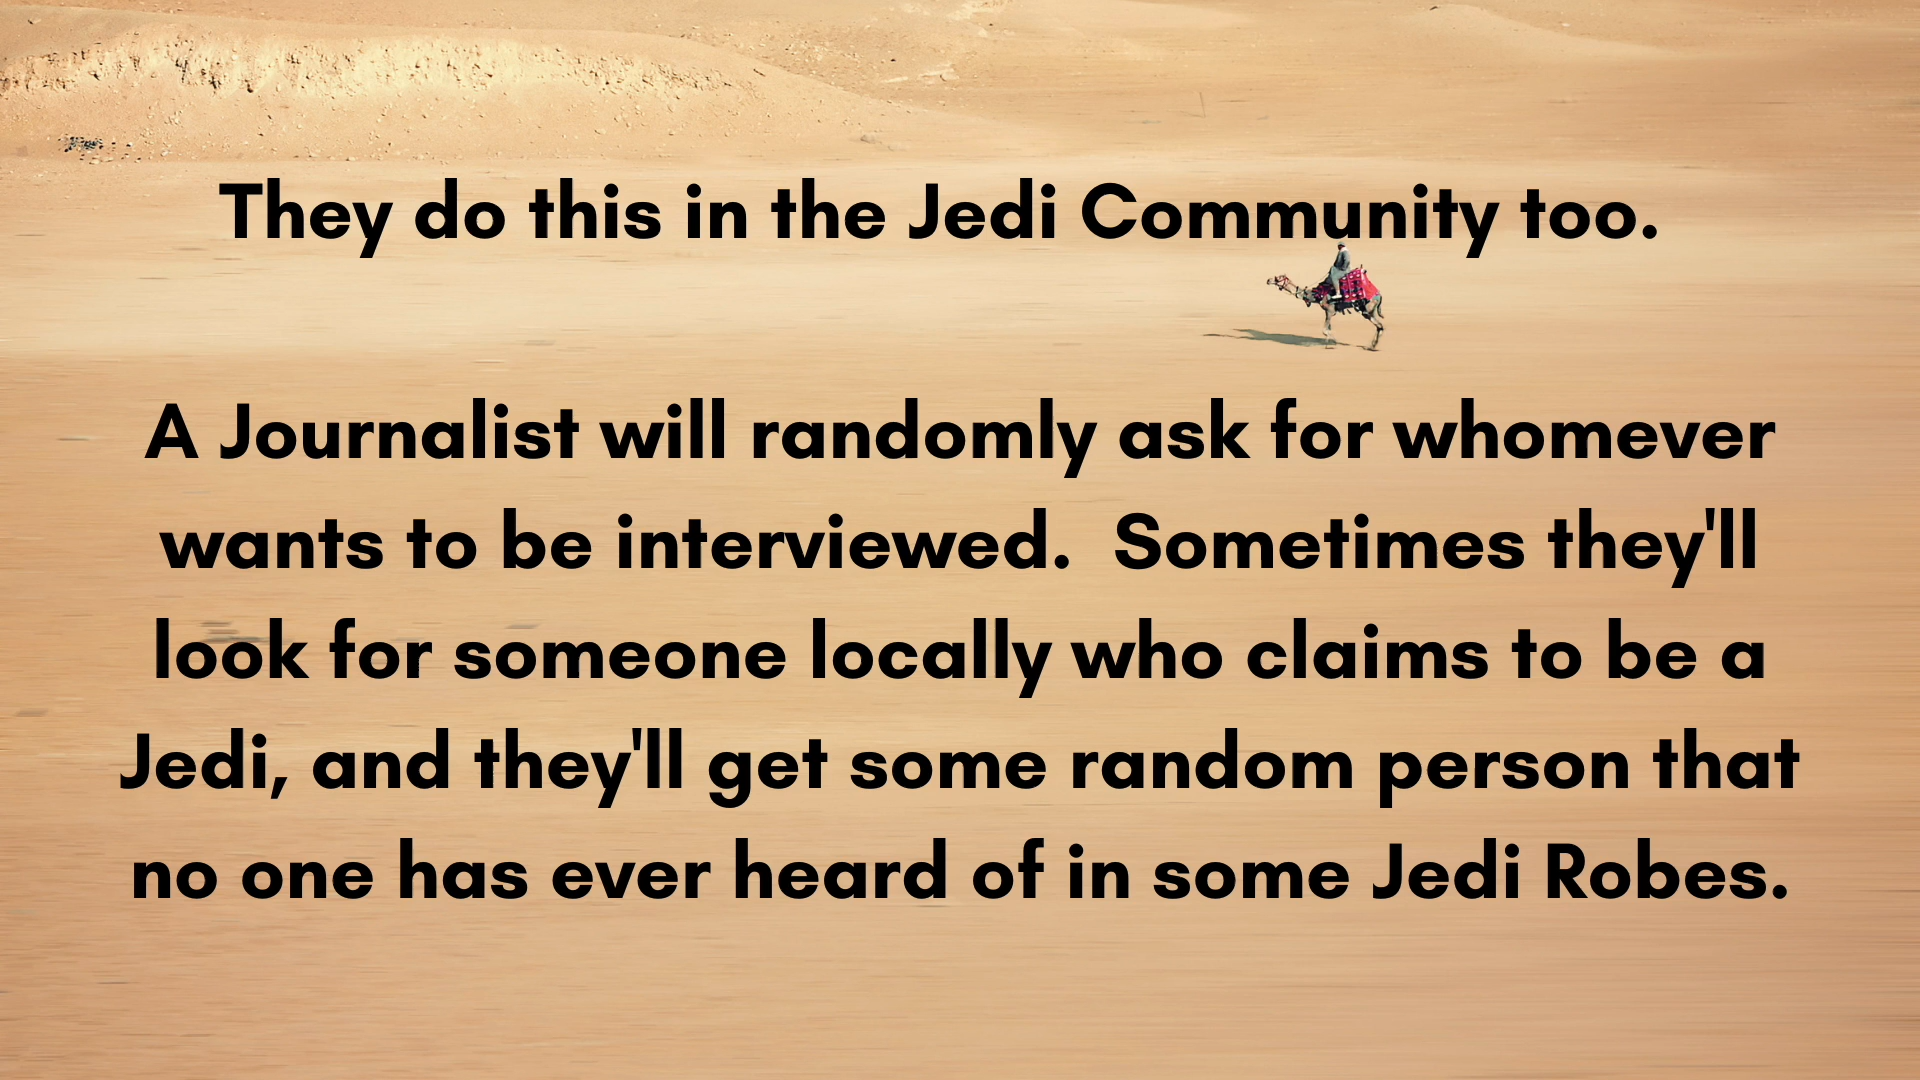 They do this in the Jedi Community too.
A Journalist will randomly ask for whomever
wants to be interviewed.  Sometimes they'll
look for someone locally who claims to be a
Jedi, and they'll get some random person that
no one has ever heard of in some Jedi Robes.